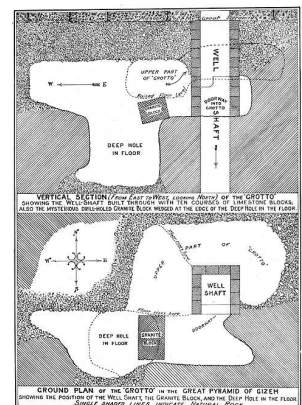 GROUT
UPPER PART
OF 'GROTTO'
WELL
SHAFT
DOORWAY
INTO
GROTTO
W E
Raised Floor Level
BLOCK
DEEP HOLE
IN FLOOR
VERTICAL SECTION (FROM EAST TO WEST, LOOKING NORTH) OF THE 'GROTTO'
SHOWING THE WELL-SHAFT BUILT THROUGH WITH TEN COURSES OF LIMESTONE BLOCKS;
ALSO THE MYSTERIOUS DRILL-HOLED GRANITE BLOCK WEDGED AT THE EDGE OF THE DEEP HOLE IN THE FLOOR.
N
W E
S
UPPER PART OF 'GROTTO'
WELL
SHAFT
DOORWAY
DEEP HOLE
IN FLOOR
GRANITE
BLOCK
GROUND PLAN OF THE 'GROTTO' IN THE GREAT PYRAMID OF GIZEH
SHOWING THE POSITION OF THE WELL SHAFT, THE GRANITE BLOCK, AND THE DEEP HOLE IN THE FLOOR
SINGLE SHADED LINES INDICATE NATURAL ROCK